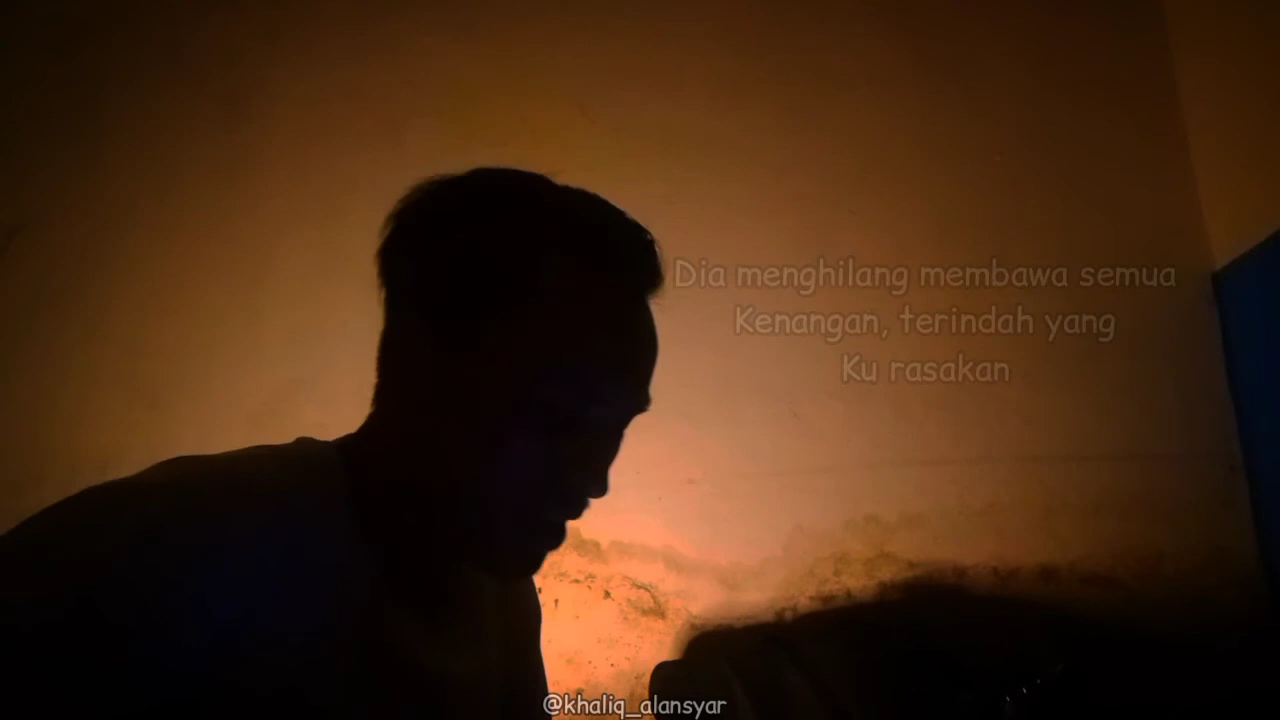 Dia menghilang membawa semua
Kenangan, terindah yang
Ku rasakan
@khaliq_alansyar